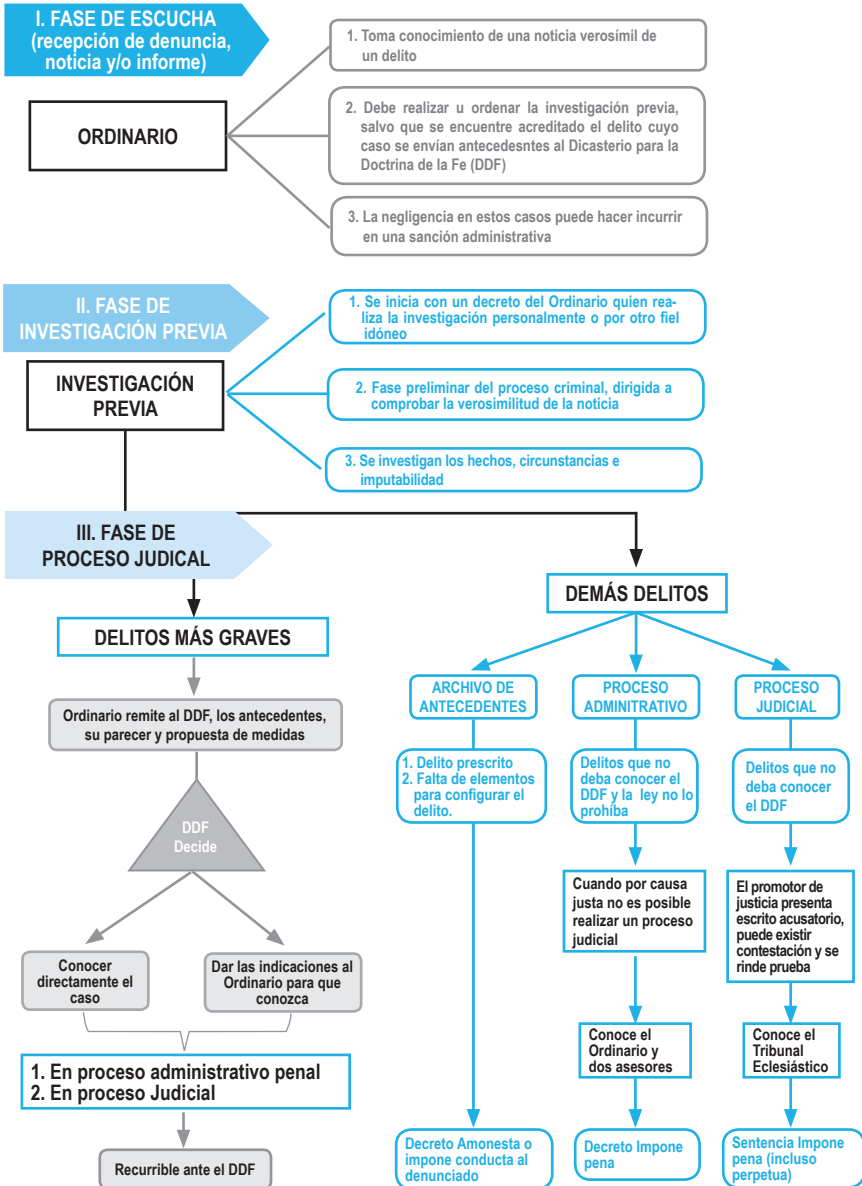 I. FASE DE ESCUCHA
(recepción de denuncia,
noticia y/o informe)
ORDINARIO
1. Toma conocimiento de una noticia verosímil de
un delito
2. Debe realizar u ordenar la investigación previa,
salvo que se encuentre acreditado el delito cuyo
caso se envían antecedesntes al Dicasterio para la
Doctrina de la Fe (DDF)
3. La negligencia en estos casos puede hacer incurrir
en una sanción administrativa
II. FASE DE
INVESTIGACIÓN PREVIA
INVESTIGACIÓN
PREVIA
1. Se inicia con un decreto del Ordinario quien rea-
liza la investigación personalmente o por otro fiel
idóneo
2. Fase preliminar del proceso criminal, dirigida a
comprobar la verosimilitud de la noticia
3. Se investigan los hechos, circunstancias e
imputabilidad
III. FASE DE
PROCESO JUDICAL
DELITOS MÁS GRAVES
Ordinario remite al DDF, los antecedentes,
su parecer y propuesta de medidas
DDF
Decide
Conocer
directamente el
caso
Dar las indicaciones al
Ordinario para que
conozca
1. En proceso administrativo penal
2. En proceso Judicial
Recurrible ante el DDF
DEMÁS DELITOS
ARCHIVO DE
ANTECEDENTES
1. Delito prescrito
2. Falta de elementos
para configurar el
delito.
Decreto Amonesta o
impone conducta al
denunciado
PROCESO
ADMINITRATIVO
Delitos que no
deba conocer el
DDF y la ley no lo
prohíba
Cuando por causa
justa no es posible
realizar un proceso
judicial
Conoce el
Ordinario y
dos asesores
Decreto Impone
pena
PROCESO
JUDICIAL
Delitos que no
deba conocer
el DDF
El promotor de
justicia presenta
escrito acusatorio,
puede existir
contestación y se
rinde prueba
Conoce el
Tribunal
Eclesiástico
Sentencia Impone
pena (incluso
perpetua)